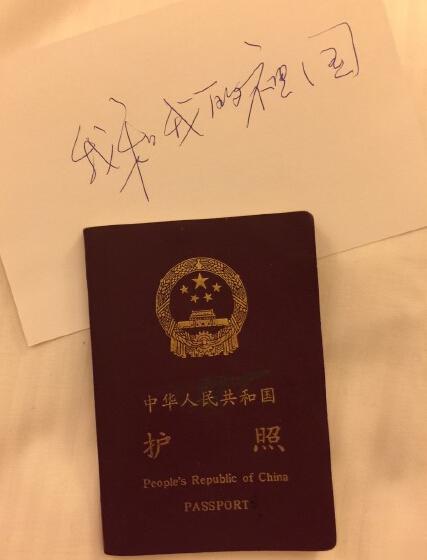 我和我的祖国
中华人民共和国
护 照
People's Republic of China
PASSPORT